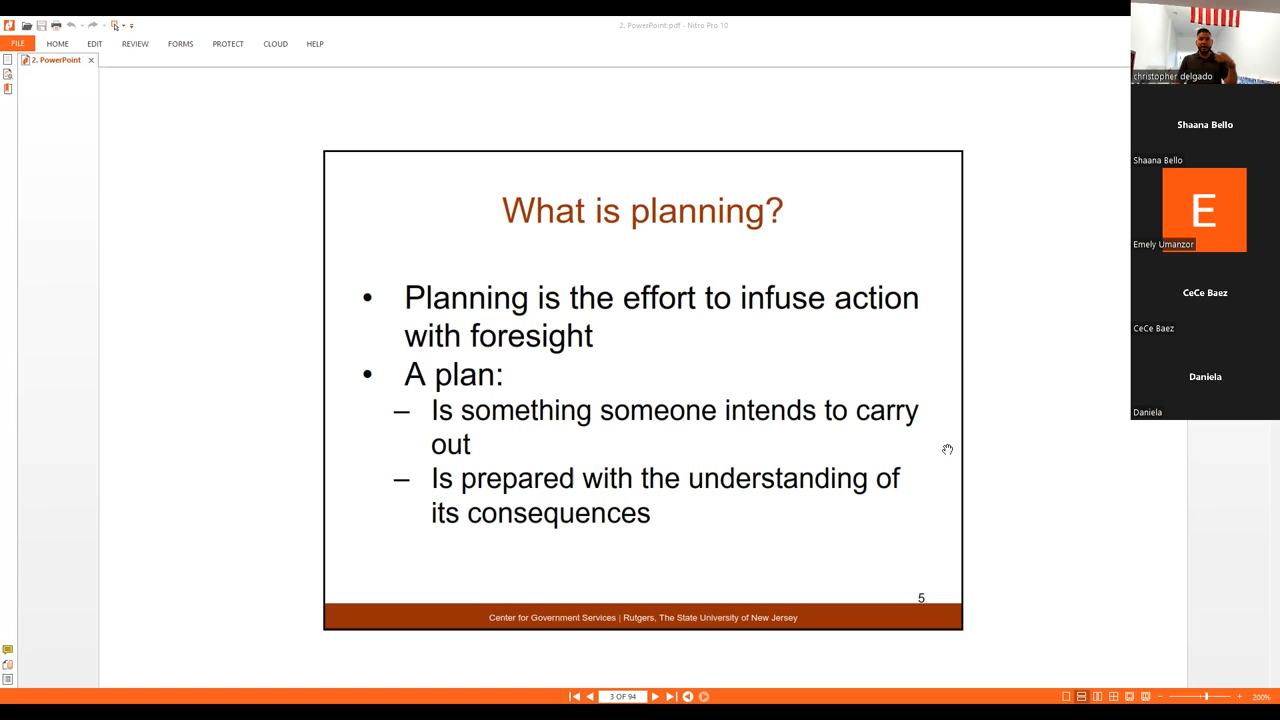 2. PowerPoint.pdf - Nitro Pro 10
FILE HOME EDIT REVIEW FORMS PROTECT CLOUD HELP
2. PowerPoint
What is planning?
• Planning is the effort to infuse action
with foresight
• A plan:
– Is something someone intends to carry
out
– Is prepared with the understanding of
its consequences
5
Center for Government Services | Rutgers, The State University of New Jersey
christopher delgado
Shaana Bello
Shaana Bello
E
Emely Umanzor
CeCe Baez
CeCe Baez
Daniela
Daniela
3 OF 94
200%